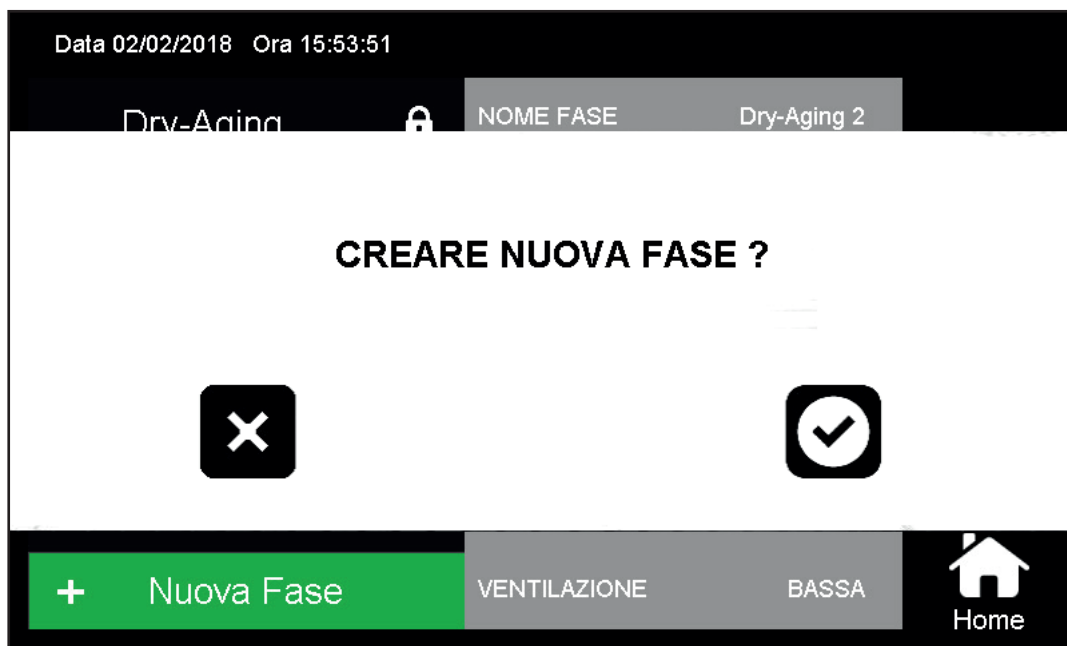 Data 02/02/2018 Ora 15:53:51
Dry-Aging
NOME FASE Dry-Aging 2
CREARE NUOVA FASE ?
+ Nuova Fase
VENTILAZIONE BASSA
Home